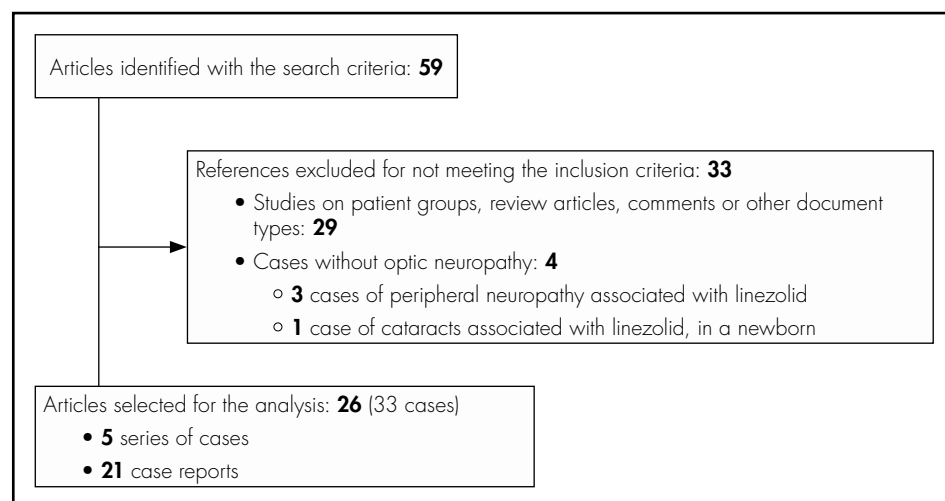 Articles identified with the search criteria: 59
References excluded for not meeting the inclusion criteria: 33
• Studies on patient groups, review articles, comments or other document
types: 29
• Cases without optic neuropathy: 4
○ 3 cases of peripheral neuropathy associated with linezolid
○ 1 case of cataracts associated with linezolid, in a newborn
Articles selected for the analysis: 26 (33 cases)
• 5 series of cases
• 21 case reports